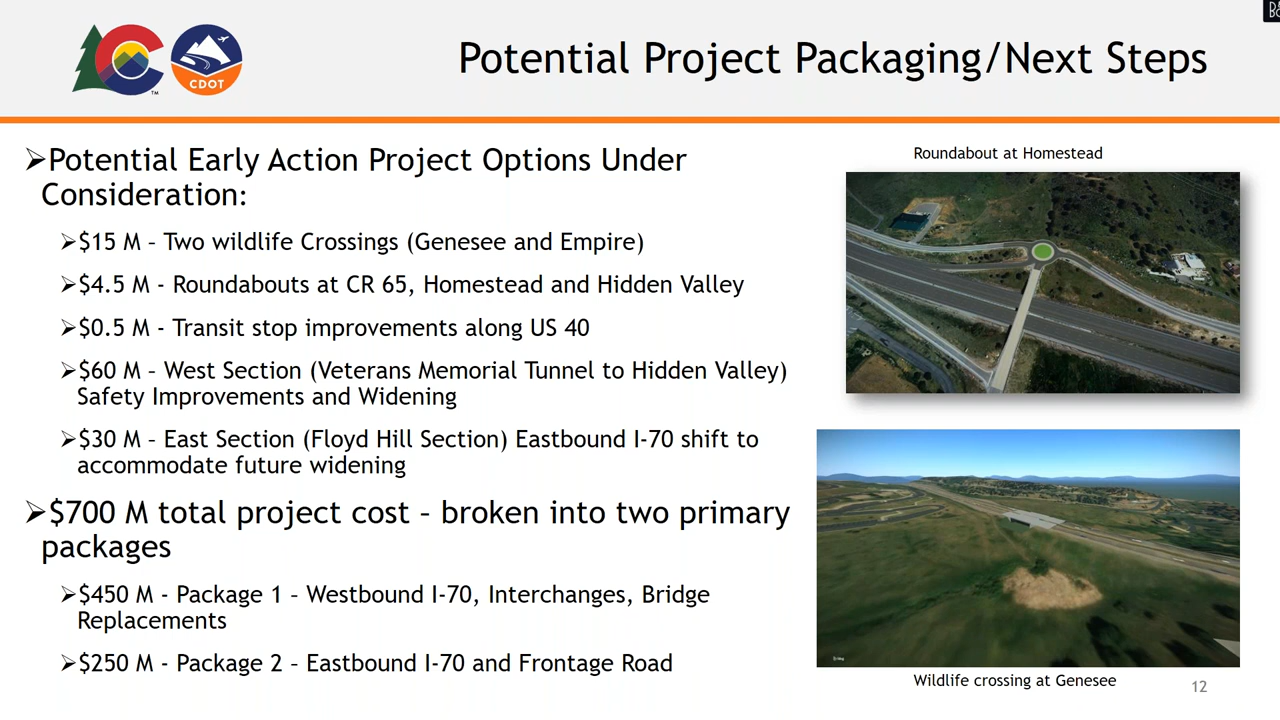 Potential Project Packaging/Next Steps
CDOT
TM
➢Potential Early Action Project Options Under
Consideration:
➢$15 M – Two wildlife Crossings (Genesee and Empire)
➢$4.5 M - Roundabouts at CR 65, Homestead and Hidden Valley
➢$0.5 M - Transit stop improvements along US 40
➢$60 M – West Section (Veterans Memorial Tunnel to Hidden Valley)
Safety Improvements and Widening
➢$30 M – East Section (Floyd Hill Section) Eastbound I-70 shift to
accommodate future widening
➢$700 M total project cost – broken into two primary
packages
➢$450 M - Package 1 – Westbound I-70, Interchanges, Bridge
Replacements
➢$250 M - Package 2 – Eastbound I-70 and Frontage Road
Roundabout at Homestead
Wildlife crossing at Genesee
12